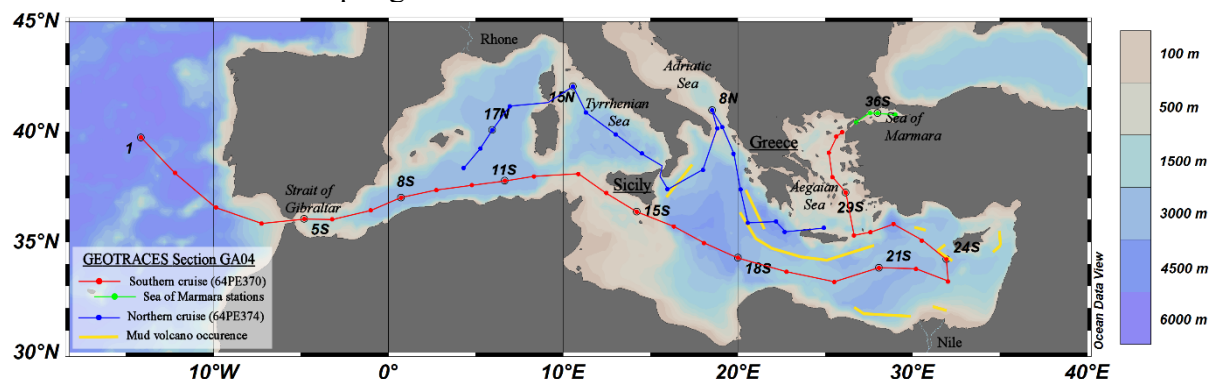 45°N
40°N
35°N
30°N
Rhone
Adriatic
Sea
15N
Tyrrhenian
Sea
8N
17N
36S
Sea of
Marmara
1
Greece
Strait of
Gibraltar
8S
11S
Sicily
Aegaian
Sea
5S
15S
29S
24S
18S
21S
Nile
GEOTRACES Section GA04
Southern cruise (64PE370)
Sea of Marmara stations
Northern cruise (64PE374)
Mud volcano occurence
10°W
0°E
10°E
20°E
30°E
40°E
Ocean Data View
100 m
500 m
1500 m
3000 m
4500 m
6000 m